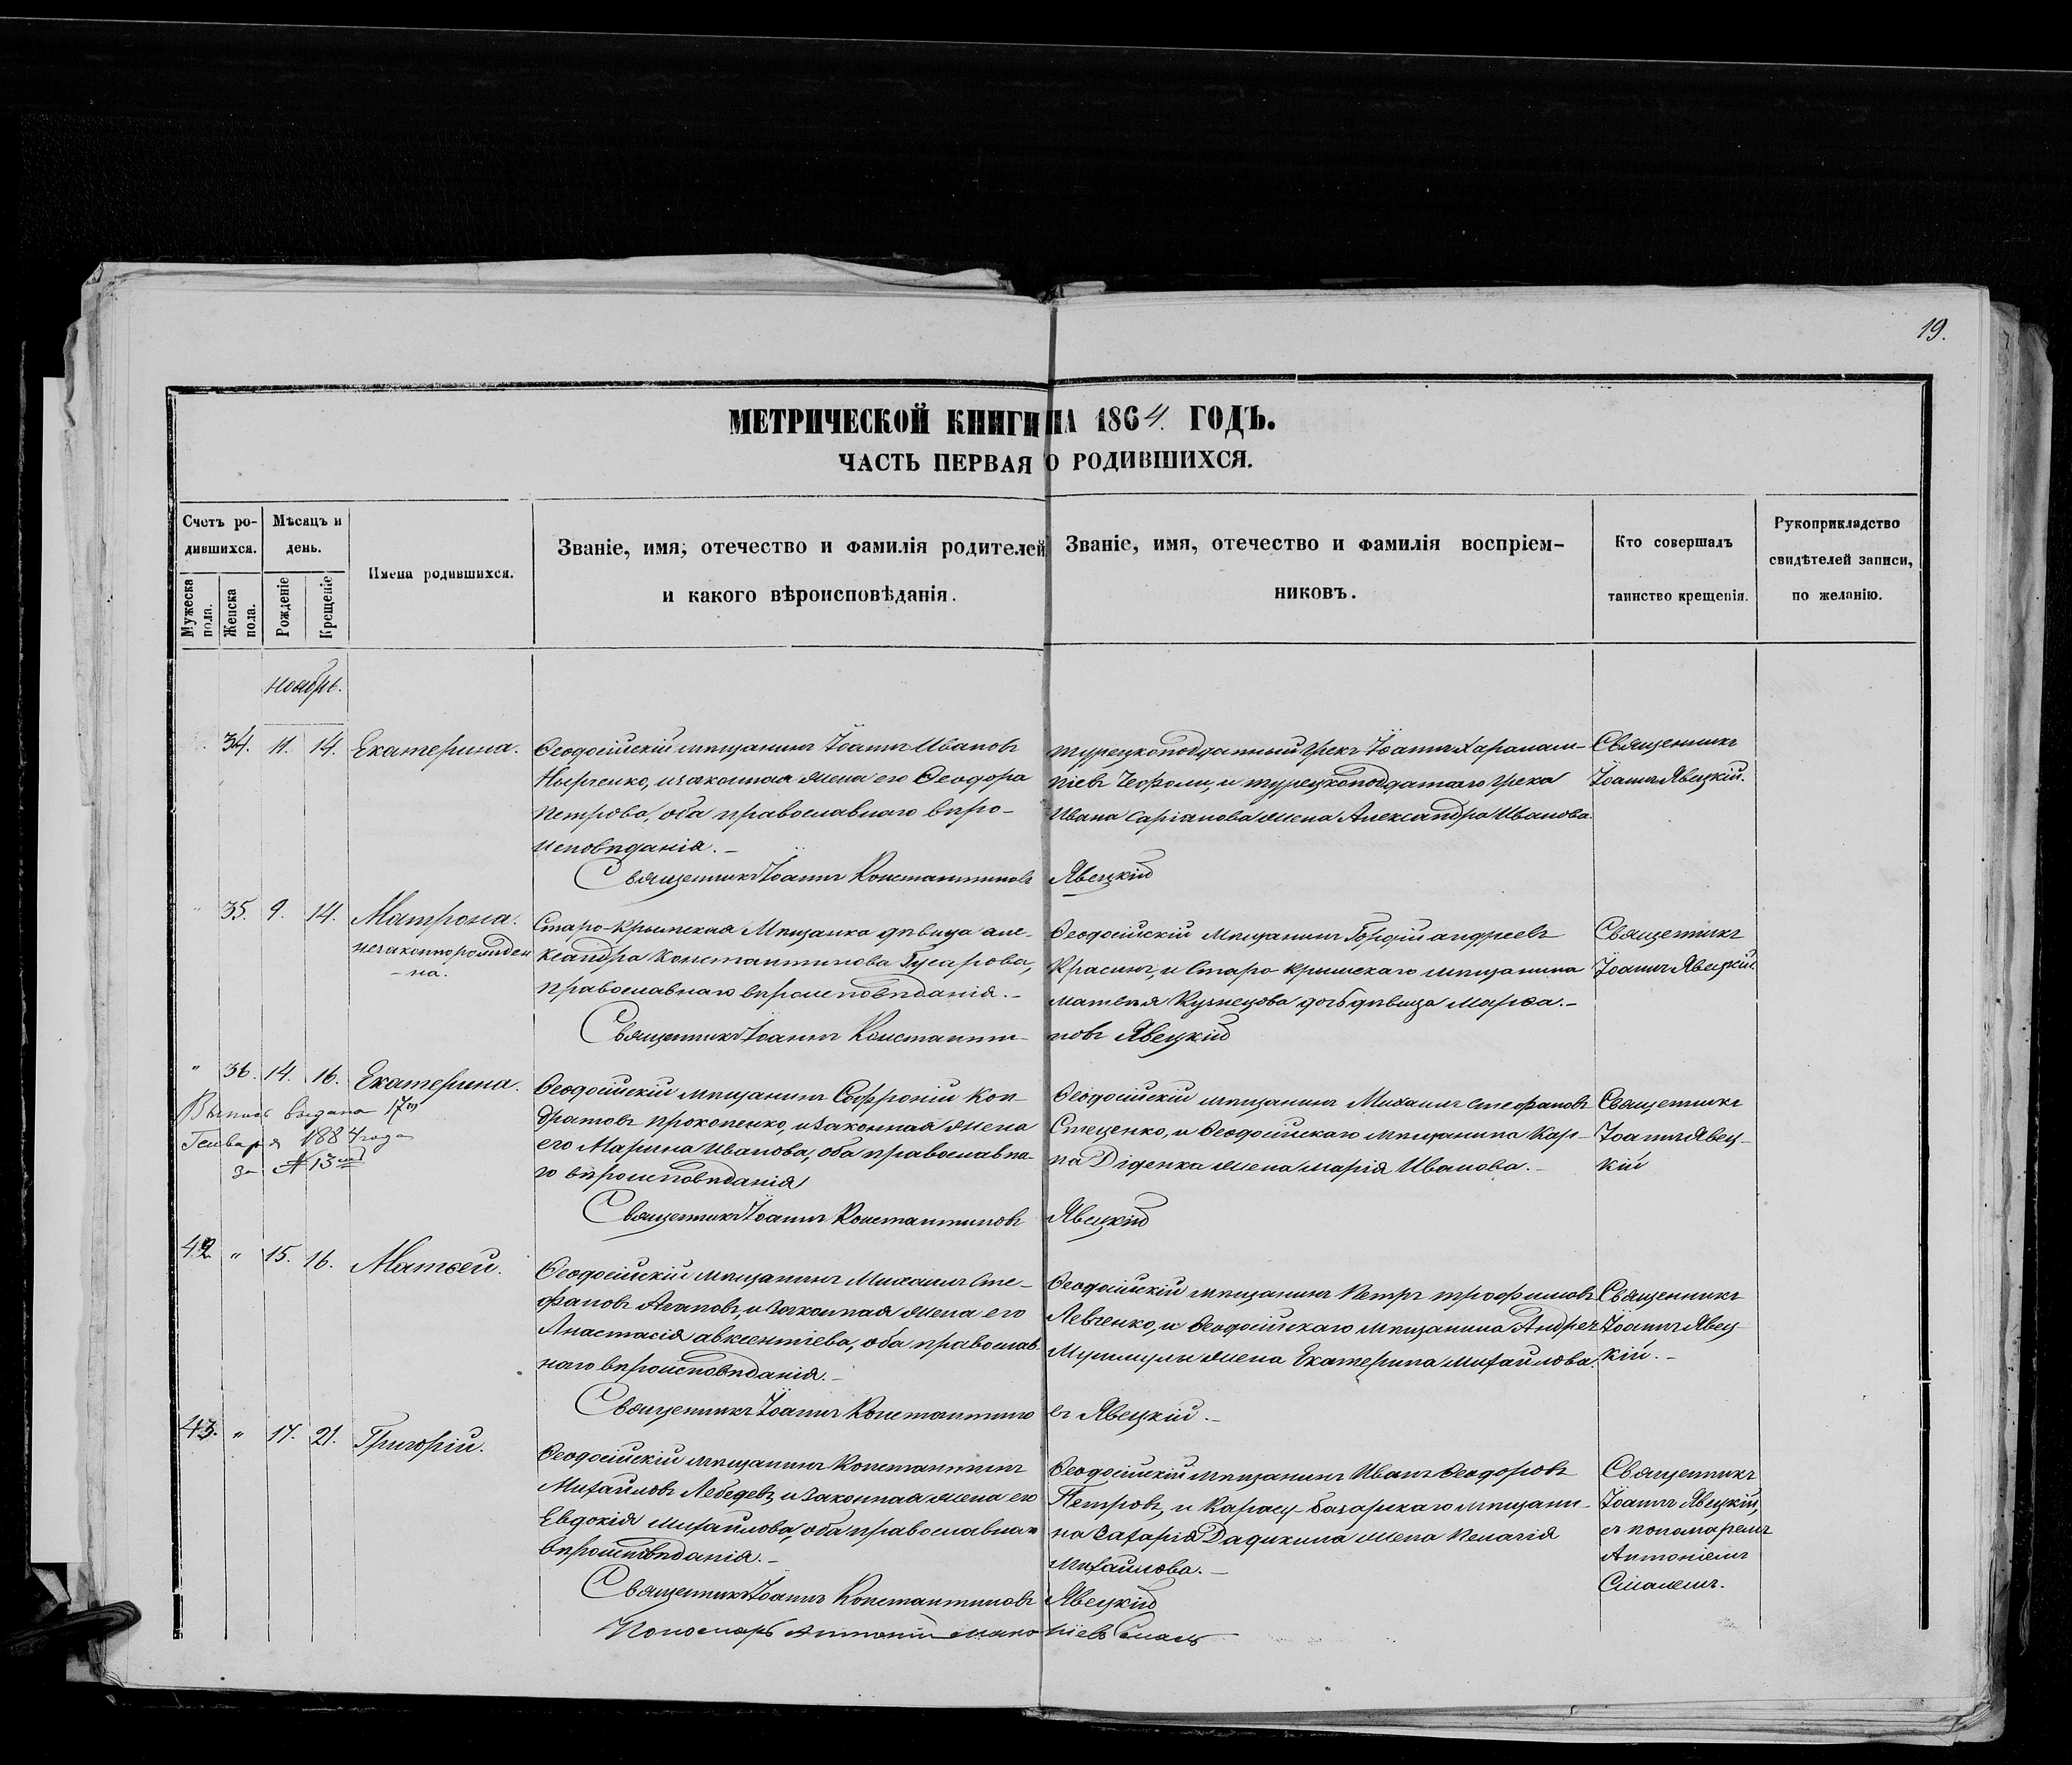 19.
МЕТРИЧЕСКОЙ КНИГИ НА 1864. ГОДЪ.
ЧАСТЬ ПЕРВАЯ О РОДИВШИХСЯ.
Счетъ ро-
дившихся.
Мужеска пола.
Женска пола.
Мѣсяцъ и
день.
Рожденіе
Крещеніе
Имена родившихся.
Званіе, имя, отечество и фамилія родителей
и какого вѣроисповѣданія.
Званіе, имя, отечество и фамилія воспріем-
никовъ.
Кто совершалъ
таинство крещенія.
Рукоприкладство
свидѣтелей записи,
по желанію.
ноябрь.
34. 11. 14. Екатерина.
Ѳеодосійскій мѣщанинъ Іоаннъ Ивановъ
и законная жена его Ѳеодора
Петрова, оба православнаго вѣро-
исповѣданія. –
турецкоподданный грекъ Іоаннъ Харалам-
піевъ и турецкоподданаго грека
Ивана Саріанова жена Александра Иванова.
Священникъ
Іоаннъ Явецкій.
Священникъ Іоаннъ Константиновъ Явецкій
" 35. 9. 14. Матрона.
незаконнорожден
–на.
Старо-Крымская Мѣщанка дѣвица Але-
ксандра Константинова Гусарова,
православнаго вѣроисповѣданія. –
Ѳеодосійскій мѣщанинъ Гордій Андреевъ
Красинъ, и Старо крымскаго мѣщанина
Матвѣя Кузнецова дочь дѣвица Марѳа. –
Священникъ
Іоаннъ Явецкій.
Священникъ Іоаннъ Константи- новъ Явецкій
" 36. 14. 16. Екатерина.
Выпись выдана 17го
Генваря 1884 года
за № 13мъ
Ѳеодосійскій мѣщанинъ Софроній Кон-
дратовъ Прокопенко, и законная жена
его Марина Иванова, оба православна-
го вѣроисповѣданія
Ѳеодосійскій мѣщанинъ Михаилъ Стефановъ
Стеценко, и Ѳеодосійскаго мѣщанина Кар-
па Діденка жена Марія Иванова. –
Священникъ
Іоаннъ Явец-
кій
Священникъ Іоаннъ Константиновъ Явецкій
42. " 15. 16. Матѳей.
Ѳеодосійскій мѣщанинъ Михаилъ Сте-
фановъ Агаповъ, и законная жена его
Анастасія Авксентіева, оба православ-
наго вѣроисповѣданія. –
Ѳеодосійскій мѣщанинъ Петръ Трофимовъ
Левченко, и Ѳеодосійскаго мѣщанина Андрея
жена Екатерина Михайлова.
Священникъ
Іоаннъ Явец-
кій. –
Священникъ Іоаннъ Константино въ Явецкій. –
43. " 17. 21. Григорій.
Ѳеодосійскій мѣщанинъ Константинъ
Михайловъ Лебедевъ, и законная жена его
Евдокія Михайлова, оба православнаго
вѣроисповѣданія. –
Ѳеодосійскій мѣщанинъ Иванъ Ѳеодоровъ
Петровъ, и Карасу-базарскаго мѣщани-
на Захарія Дадикина жена Пелагія
Михайлова. –
Священникъ
Іоаннъ Явецкій,
съ пономаремъ
Антоніемъ
Священникъ Іоаннъ Константиновъ Явецкій
Пономарь Антоній